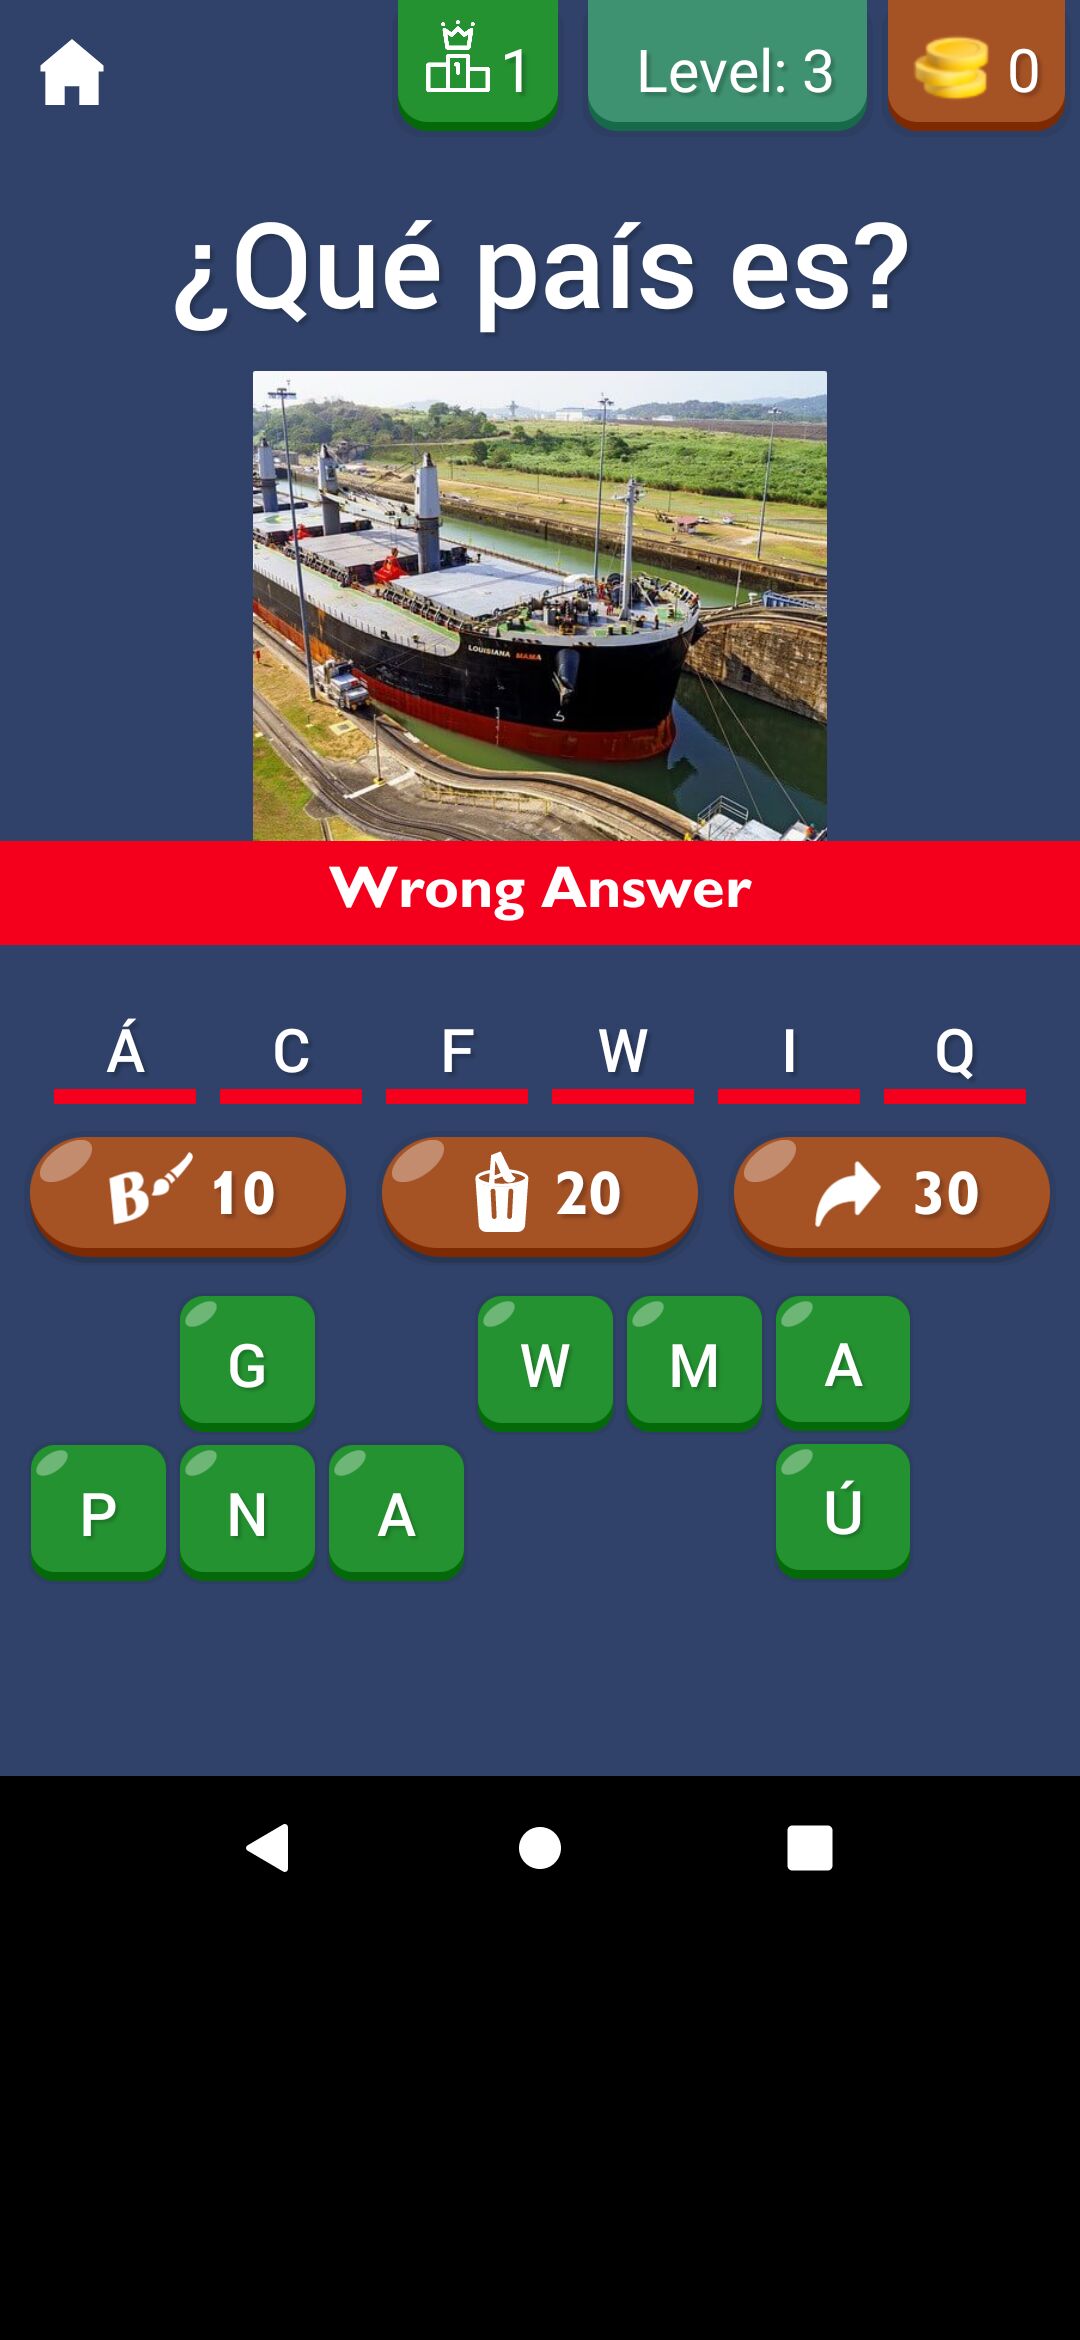 1
Level: 3
0
¿Qué país es?
LOUISIANA MAMA
Wrong Answer
Á C F W I Q
B 10
20
30
G W M A
P N A Ú